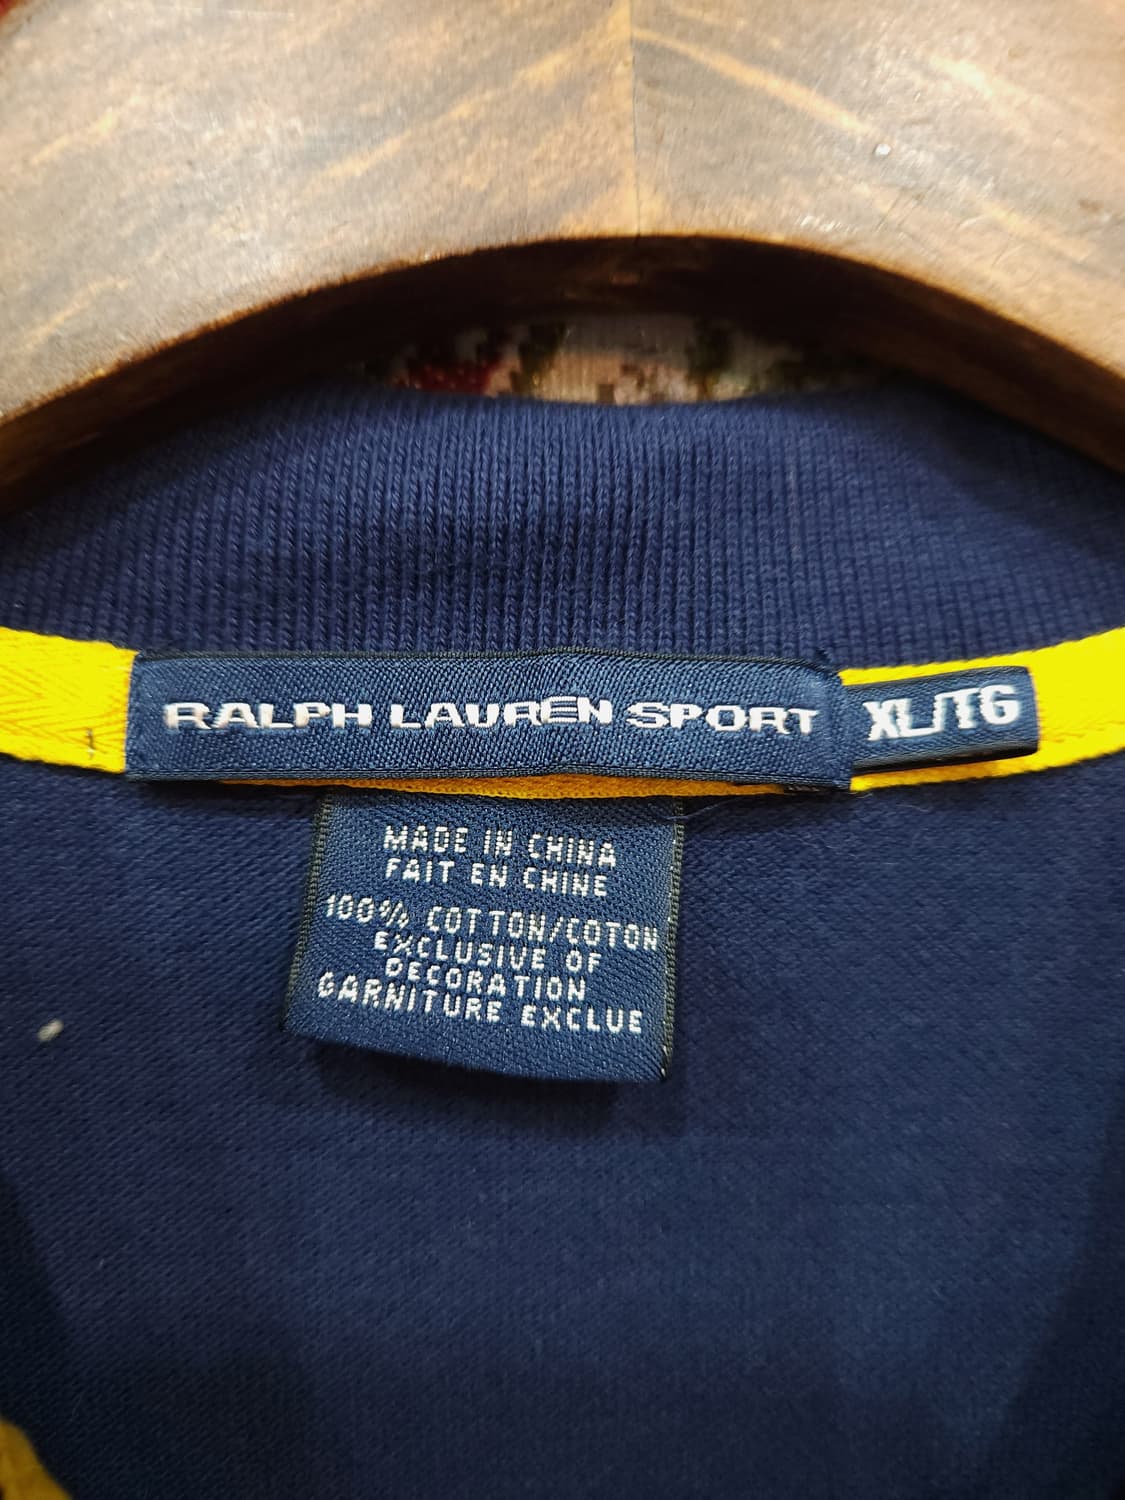 RALPH LAUREN SPORT
XL/TG
MADE IN CHINA
FAIT EN CHINE
100% COTTON/COTON
EXCLUSIVE OF
DECORATION
GARNITURE EXCLUE